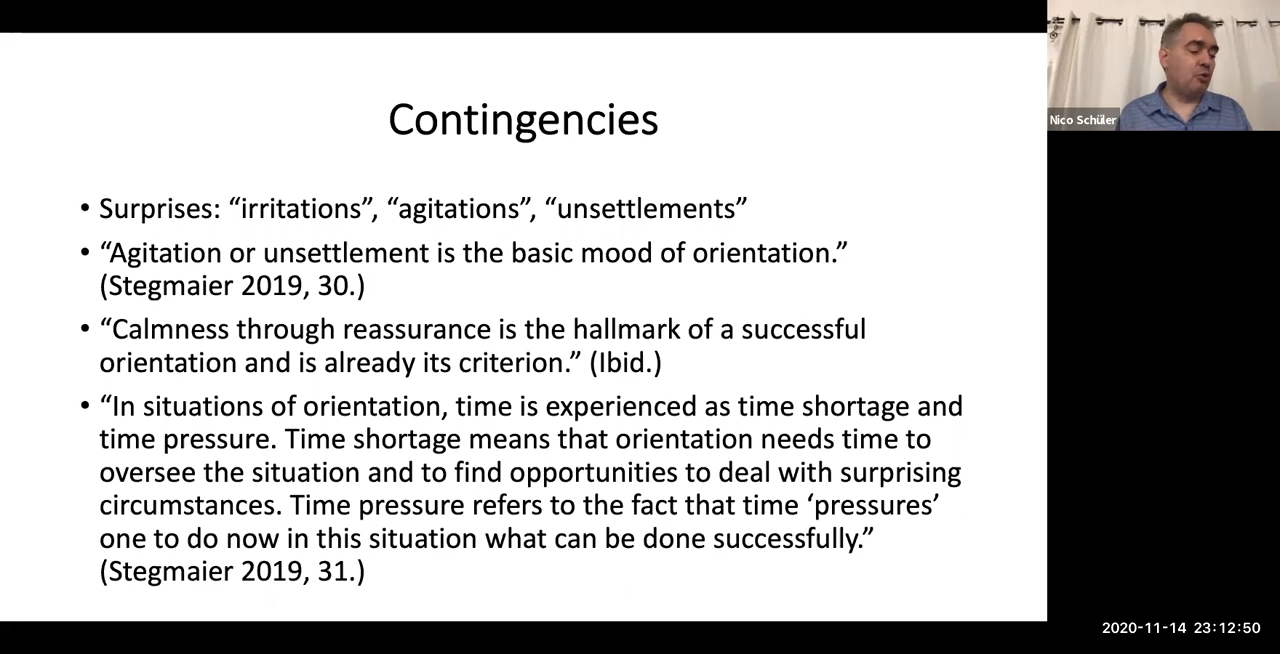 Contingencies
• Surprises: “irritations”, “agitations”, “unsettlements”
• “Agitation or unsettlement is the basic mood of orientation.”
(Stegmaier 2019, 30.)
• “Calmness through reassurance is the hallmark of a successful
orientation and is already its criterion.” (Ibid.)
• “In situations of orientation, time is experienced as time shortage and
time pressure. Time shortage means that orientation needs time to
oversee the situation and to find opportunities to deal with surprising
circumstances. Time pressure refers to the fact that time ‘pressures’
one to do now in this situation what can be done successfully.”
(Stegmaier 2019, 31.)
Nico Schüler
2020-11-14 23:12:50